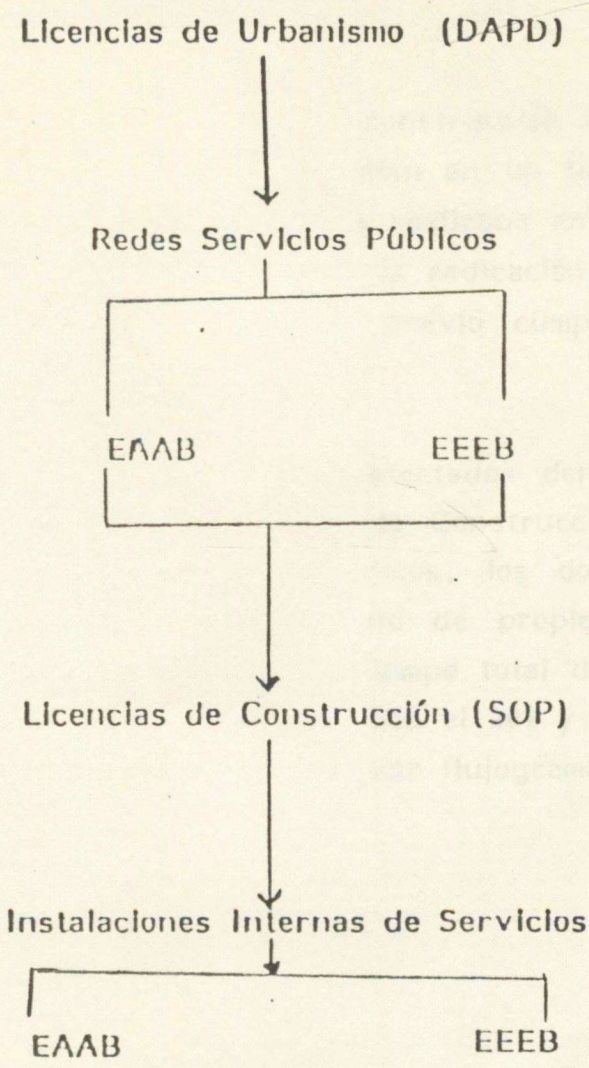 Licencias de Urbanismo (DAPD)
Redes Servicios Públicos
EAAB EEEB
Licencias de Construcción (SOP)
Instalaciones Internas de Servicios
EAAB EEEB